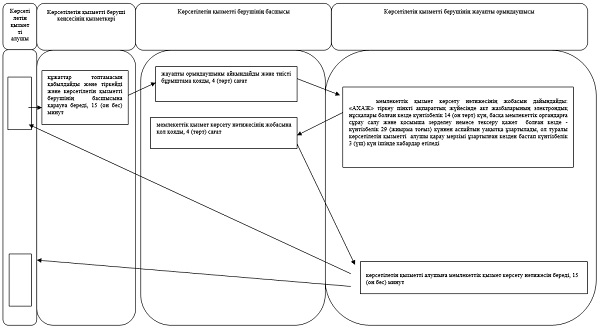 Көрсеті
летін
қызмет
ті
алушы
Көрсетілетін қызметті беруші
кеңсесінің қызметкері
Көрсетілетін қызметті берушінің басшысы
Көрсетілетін қызметті берушінің жауапты орындаушысы
құжаттар топтамасын
қабылдайды және тіркейді
және көрсетілетін қызметті
берушінің басшысына
қарауға береді, 15 (он бес)
минут
жауапты орындаушыны айқындайды және тиісті
бұрыштама қояды, 4 (төрт) сағат
мемлекеттік қызмет көрсету нәтижесінің жобасына
қол қояды, 4 (төрт) сағат
мемлекеттік қызмет көрсету нәтижесінің жобасын дайындайды:
«АХАЖ» тіркеу пункті ақпараттық жүйесінде акт жазбаларының электрондық
нұсқалары болған кезде күнтізбелік 14 (он төрт) күн, басқа мемлекеттік органдарға
сұрау салу және қосымша зерделеу немесе тексеру қажет болған кезде -
күнтізбелік 29 (жиырма тоғыз) күннен аспайтын уақытқа ұзартылады, ол туралы
көрсетілетін қызметті алушы қарау мерзімі ұзартылған кезден бастап күнтізбелік
3 (үш) күн ішінде хабардар етіледі
көрсетілетін қызметті алушыға мемлекеттік қызмет көрсету нәтижесін береді, 15
(он бес) минут